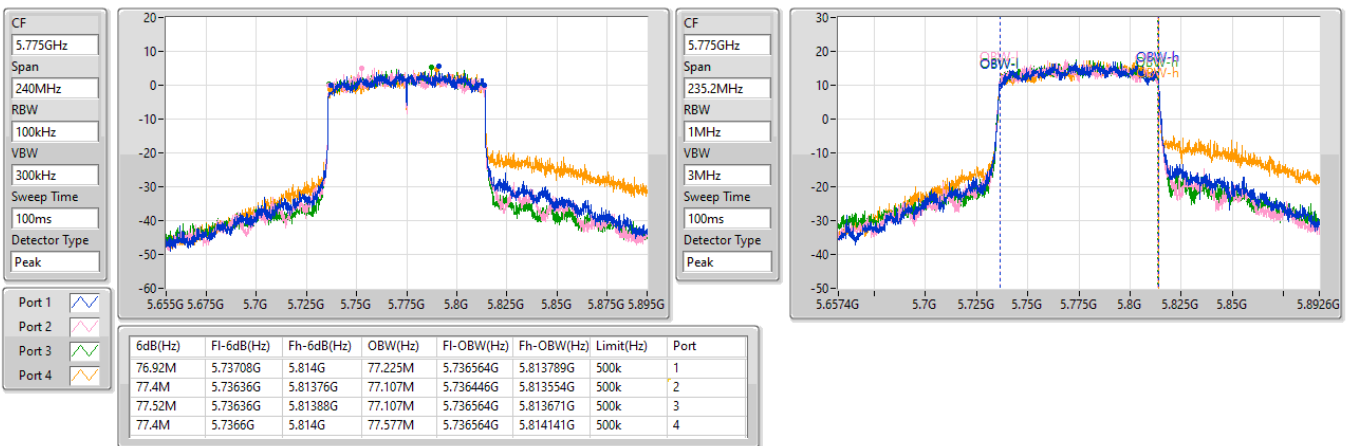 CF
5.775GHz
Span
240MHz
RBW
100kHz
VBW
300kHz
Sweep Time
100ms
Detector Type
Peak
20
10
0
-10
-20
-30
-40
-50
-60
5.655G 5.675G 5.7G 5.725G 5.75G 5.775G 5.8G 5.825G 5.85G 5.875G 5.895G
CF
5.775GHz
Span
235.2MHz
RBW
1MHz
VBW
3MHz
Sweep Time
100ms
Detector Type
Peak
30
20
10
0
-10
-20
-30
-40
-50
OBW-l
OBW-h
OBW-h
5.6574G 5.7G 5.725G 5.75G 5.775G 5.8G 5.825G 5.85G 5.8926G
Port 1
Port 2
Port 3
Port 4
6dB(Hz) Fl-6dB(Hz) Fh-6dB(Hz) OBW(Hz) Fl-OBW(Hz) Fh-OBW(Hz) Limit(Hz) Port
76.92M 5.73708G 5.814G 77.225M 5.736564G 5.813789G 500k 1
77.4M 5.73636G 5.81376G 77.107M 5.736446G 5.813554G 500k 2
77.52M 5.73636G 5.81388G 77.107M 5.736564G 5.813671G 500k 3
77.4M 5.7366G 5.814G 77.577M 5.736564G 5.814141G 500k 4